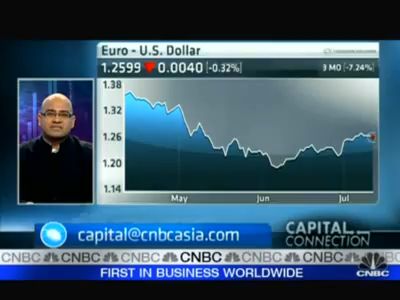 Euro - U.S. Dollar
1.2599 0.0040 [-0.32%] 3 MO [-7.24%]
1.38
1.32
1.26
1.20
1.14
May Jun Jul
capital@cnbcasia.com
CAPITAL
CONNECTION
CNBC CNBC CNBC CNBC CNBC CNBC CNBC
FIRST IN BUSINESS WORLDWIDE
CNBC